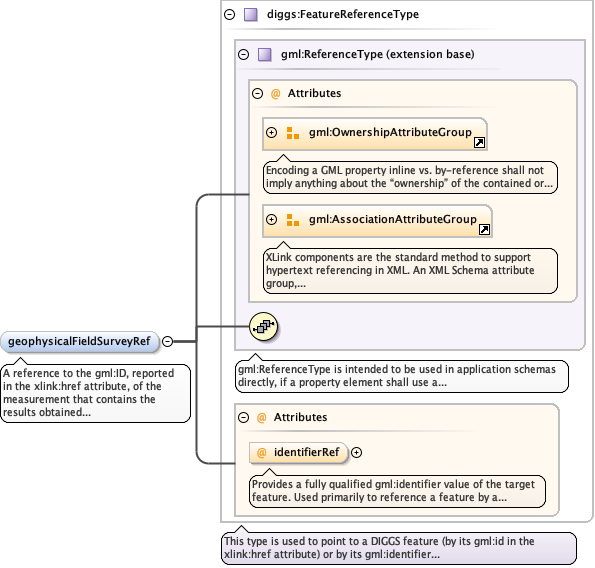 diggs:FeatureReferenceType
gml:ReferenceType (extension base)
@ Attributes
gml:OwnershipAttributeGroup
Encoding a GML property inline vs. by-reference shall not
imply anything about the “ownership” of the contained or...
gml:AssociationAttributeGroup
XLink components are the standard method to support
hypertext referencing in XML. An XML Schema attribute
group,...
geophysicalFieldSurveyRef
A reference to the gml:ID, reported
in the xlink:href attribute, of the
measurement that contains the
results obtained...
gml:ReferenceType is intended to be used in application schemas
directly, if a property element shall use a...
@ Attributes
@ identifierRef
Provides a fully qualified gml:identifier value of the target
feature. Used primarily to reference a feature by a...
This type is used to point to a DIGGS feature (by its gml:id in the
xlink:href attribute) or by its gml:identifier...